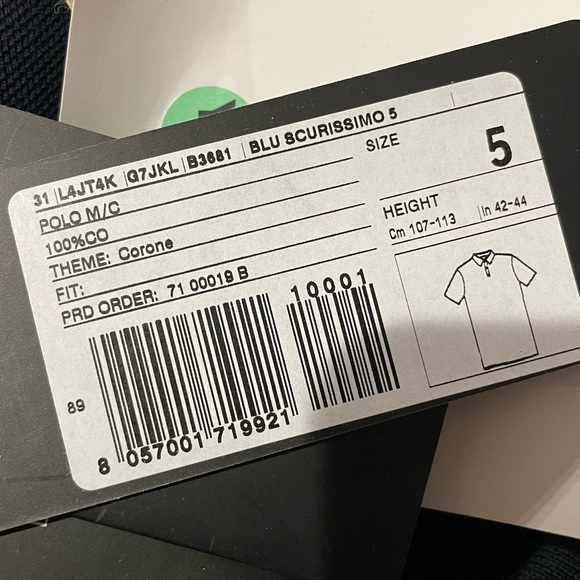 31 | L4JT4K | G7JKL | B3681 | BLU SCURISSIMO 5
POLO M/C
100%CO
THEME: Corone
FIT:
PRD ORDER: 71 00019 B
SIZE 5
HEIGHT
Cm 107-113 | In 42-44
10001
89
8 057001 719921